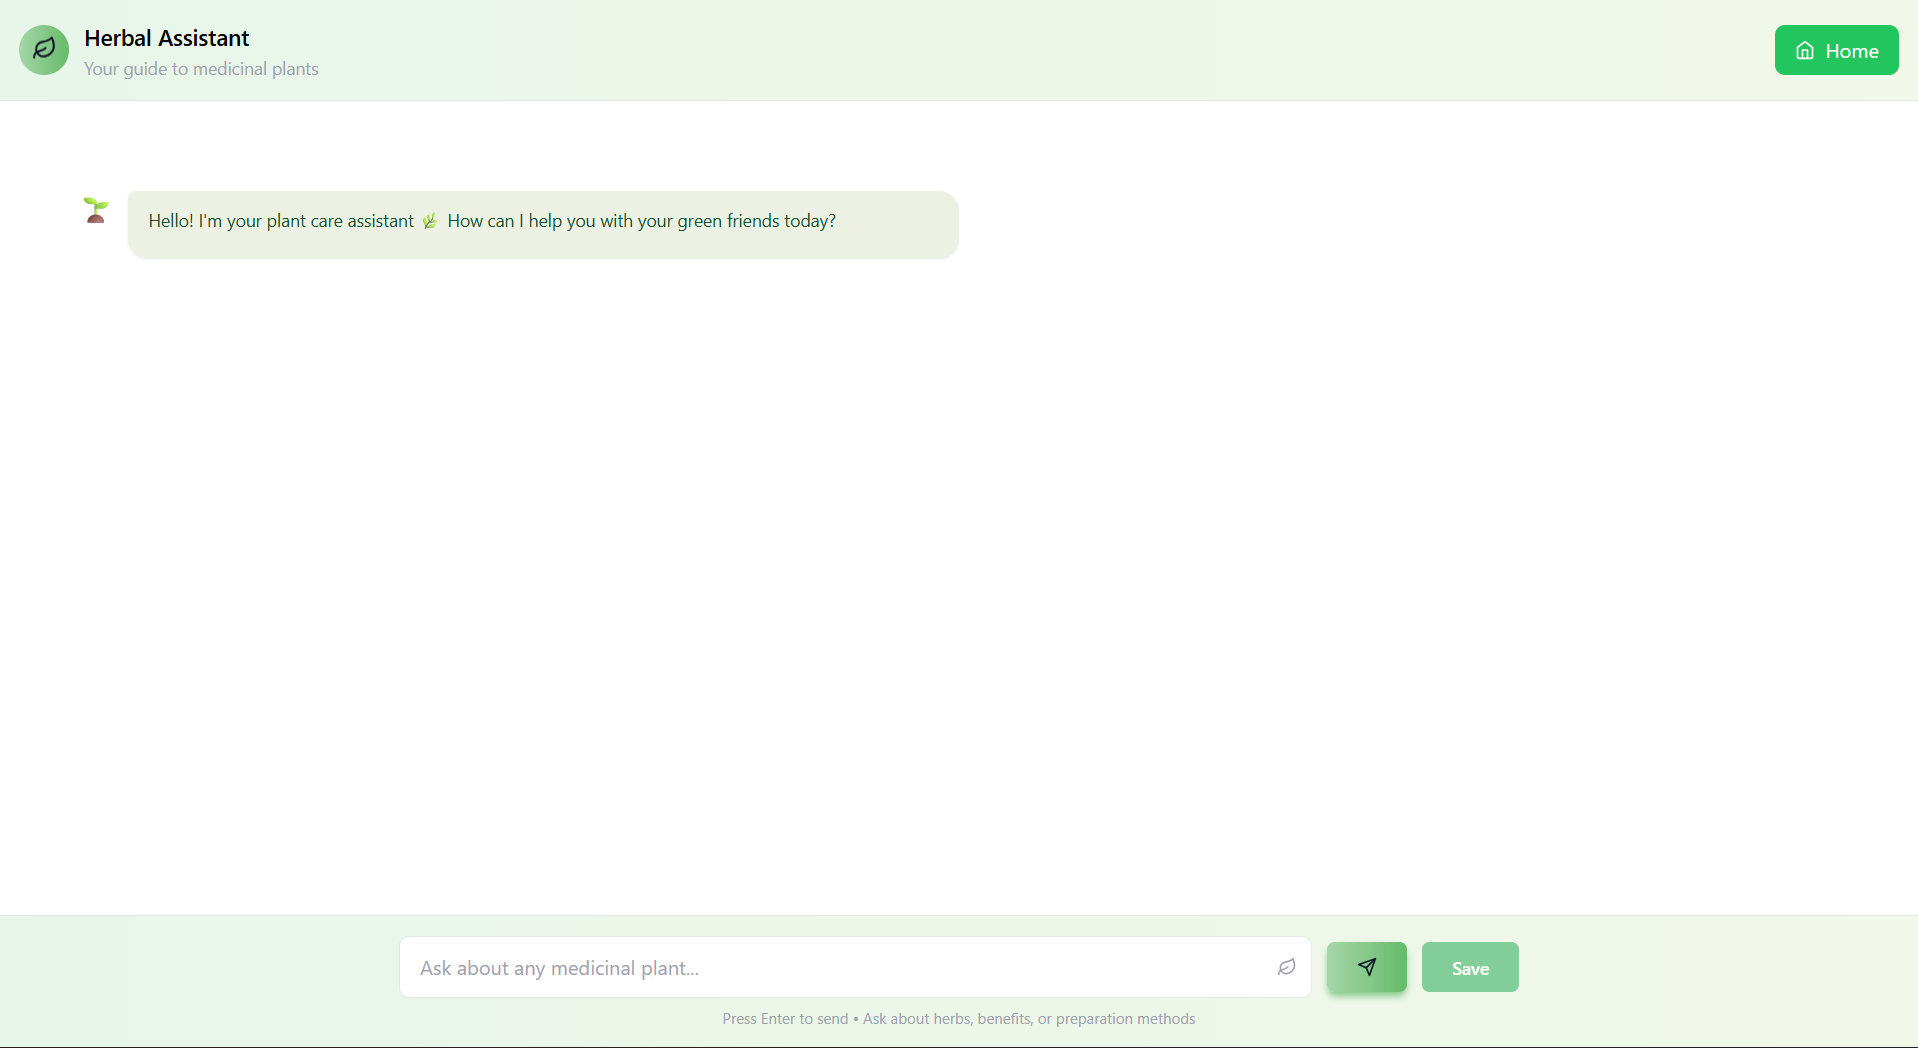 Herbal Assistant
Your guide to medicinal plants
Home
Hello! I'm your plant care assistant 🌿 How can I help you with your green friends today?
Ask about any medicinal plant...
Save
Press Enter to send • Ask about herbs, benefits, or preparation methods